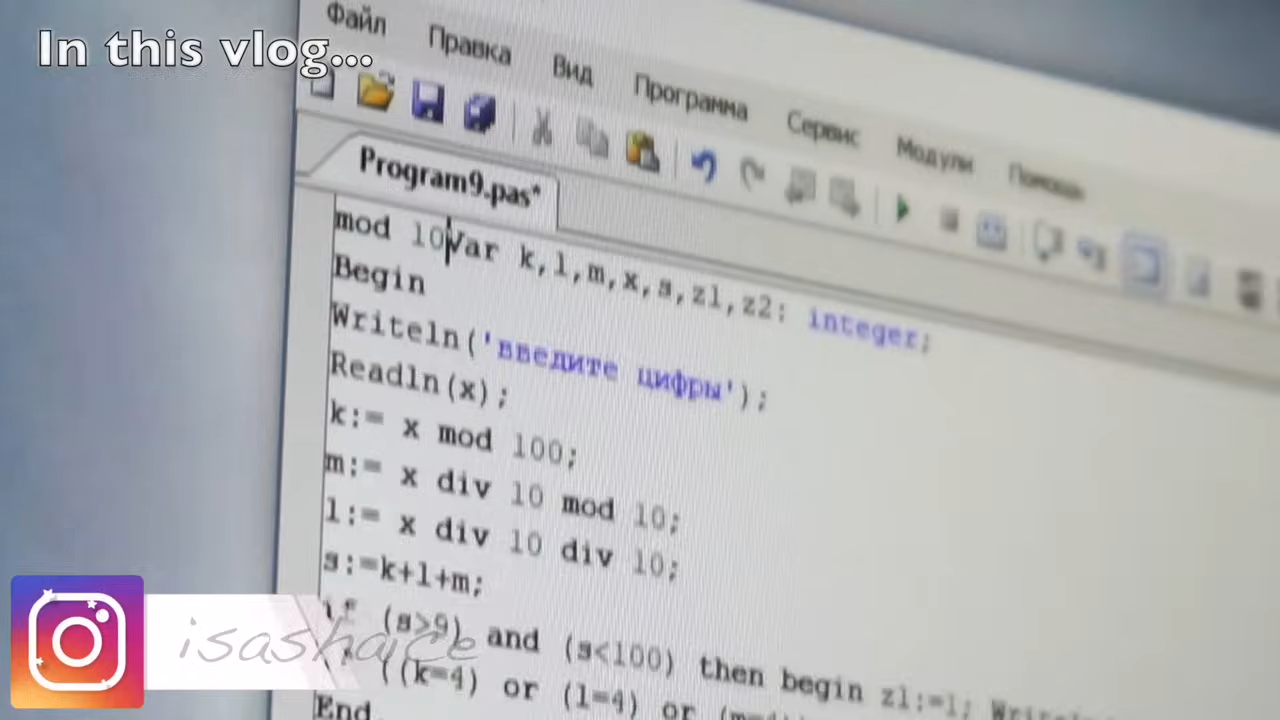 In this vlog...
Файл Правка Вид Программа Сервис Модули Помощь
Program9.pas*
mod 10Var k,l,m,x,s,z1,z2: integer;
Begin
Writeln('введите цифры');
Readln(x);
k:= x mod 100;
m:= x div 10 mod 10;
l:= x div 10 div 10;
s:=k+l+m;
if (s>9) and (s<100) then begin z1:=1;
((k=4) or (l=4) or
End
isashaice